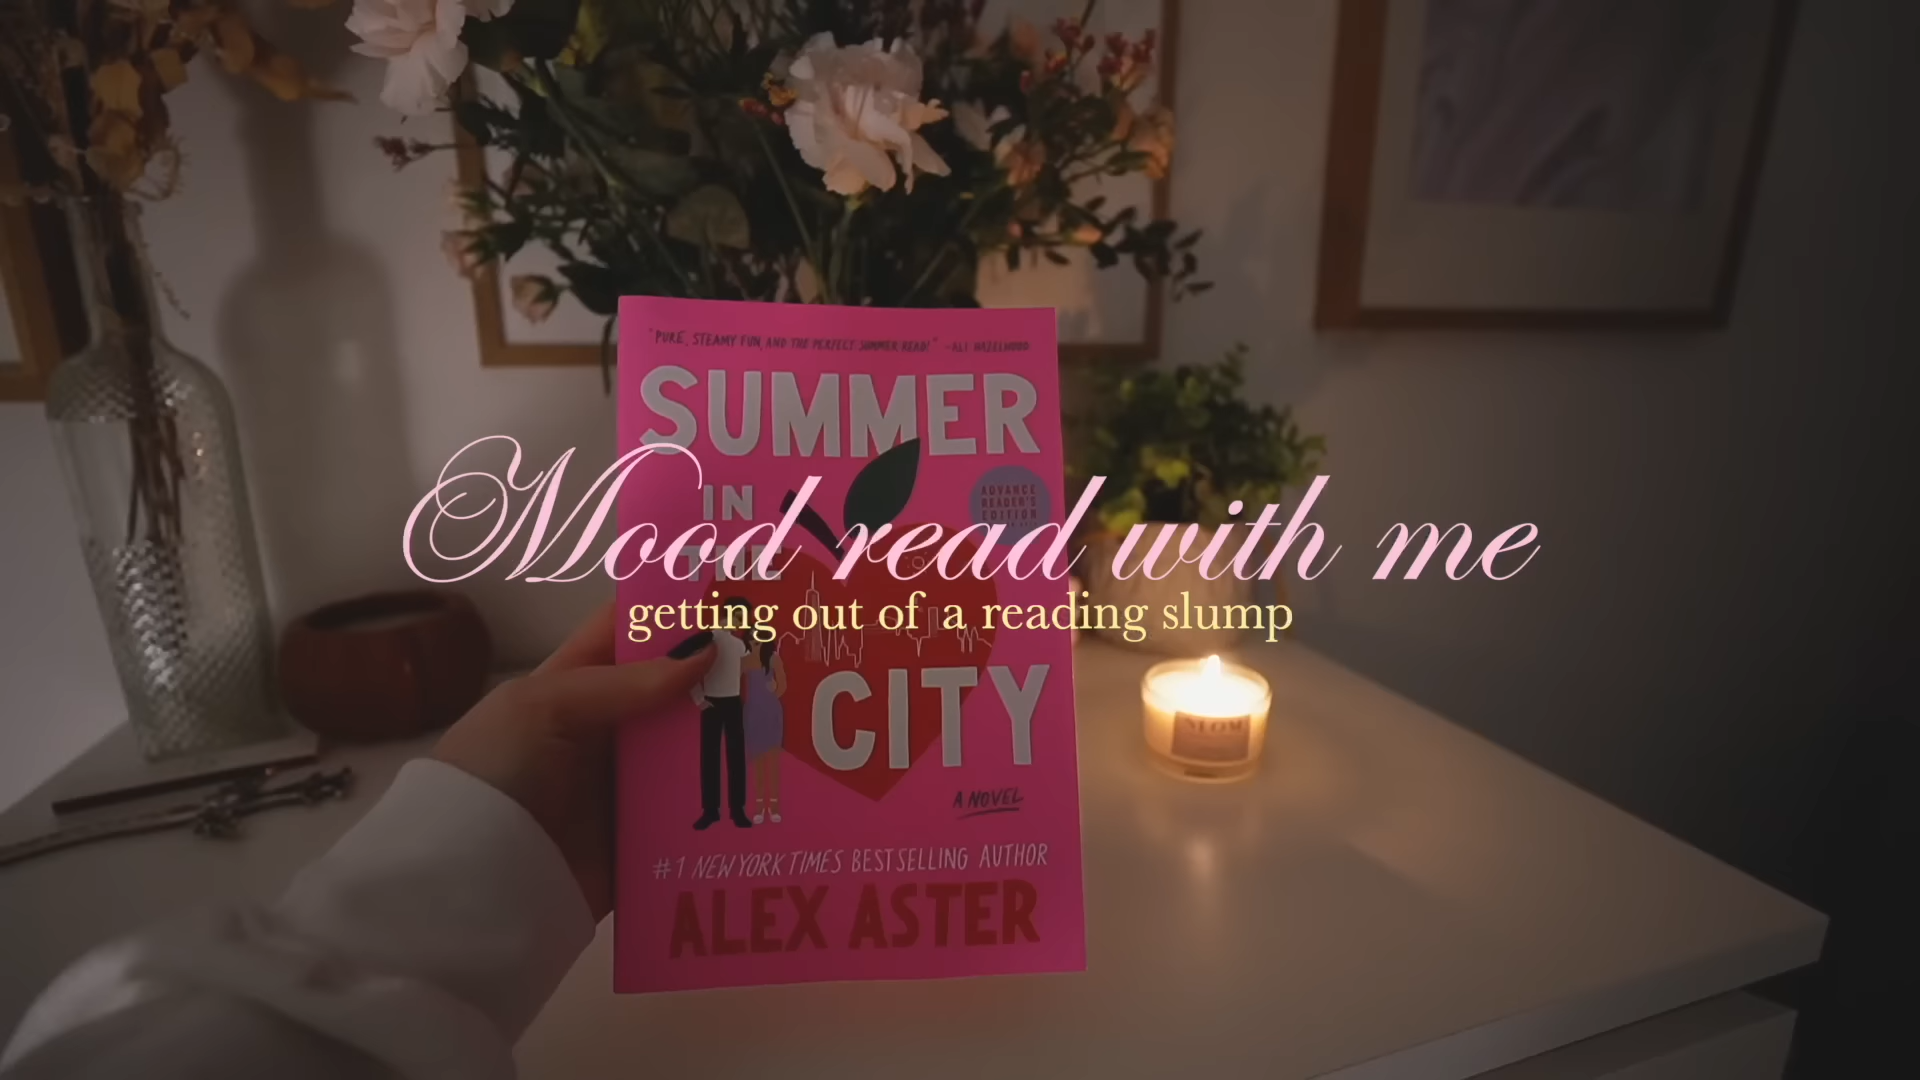 "PURE, STEAMY FUN, AND THE PERFECT SUMMER READ!" –ALI HAZELWOOD
SUMMER
IN
THE
ADVANCE
READER'S
EDITION
Mood read with me
getting out of a reading slump
CITY
A NOVEL
#1 NEW YORK TIMES BESTSELLING AUTHOR
ALEX ASTER